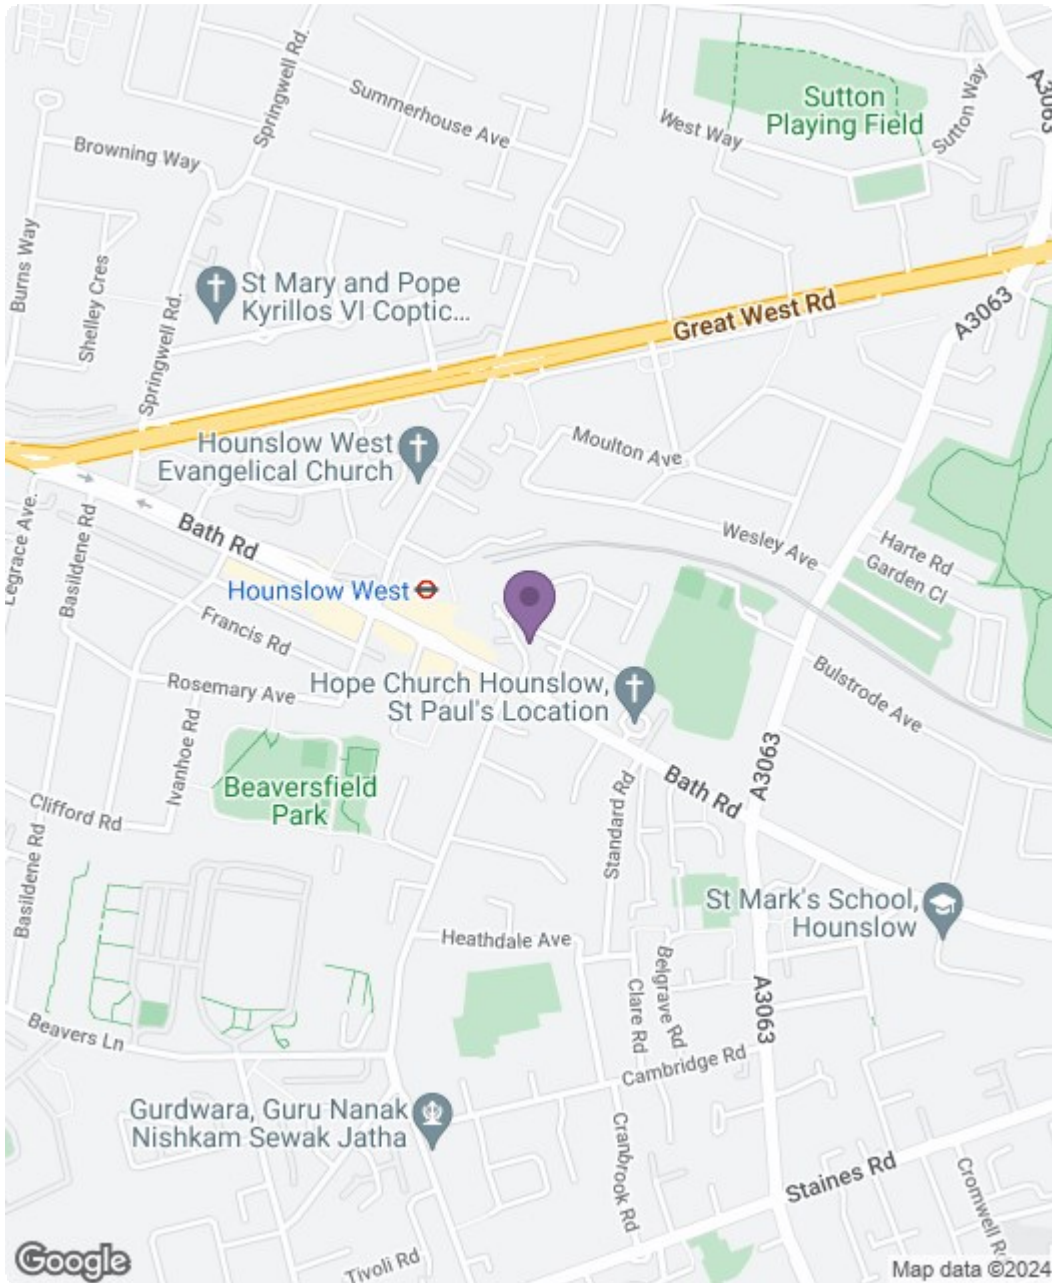 Springwell Rd.
Summerhouse Ave
Sutton
Playing Field
Sutton Way
A3063
West Way
Browning Way
Burns Way
Shelley Cres
St Mary and Pope
Kyrillos VI Coptic...
Great West Rd
A3063
Springwell Rd.
Hounslow West
Evangelical Church
Moulton Ave
Legrace Ave.
Basildene Rd
Bath Rd
Wesley Ave
Harte Rd
Garden Cl
Hounslow West
Francis Rd
Rosemary Ave
Hope Church Hounslow,
St Paul's Location
Bulstrode Ave
Ivanhoe Rd
A3063
Beaversfield
Park
Bath Rd
Clifford Rd
Stanpard Rd
Basildene Rd
St Mark's School,
Hounslow
Heathdale Ave
Belgrave Rd
Clare Rd
A3063
Beavers Ln
Cambridge Rd
Gurdwara, Guru Nanak
Nishkam Sewak Jatha
Cranbrook Rd
Staines Rd
Cromwell Rd
Tivoli Rd
Google
Map data ©2024